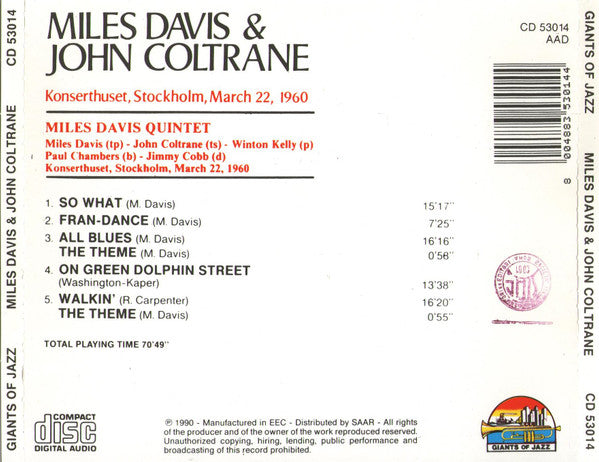 CD 53014
MILES DAVIS & JOHN COLTRANE
GIANTS OF JAZZ
MILES DAVIS &
JOHN COLTRANE
Konserthuset, Stockholm, March 22, 1960
MILES DAVIS QUINTET
Miles Davis (tp) - John Coltrane (ts) - Winton Kelly (p)
Paul Chambers (b) - Jimmy Cobb (d)
Konserthuset, Stockholm, March 22, 1960
1. SO WHAT (M. Davis) 15'17"
2. FRAN-DANCE (M. Davis) 7'25"
3. ALL BLUES (M. Davis) 16'16"
THE THEME (M. Davis) 0'56"
4. ON GREEN DOLPHIN STREET
(Washington-Kaper) 13'38"
5. WALKIN' (R. Carpenter) 16'20"
THE THEME (M. Davis) 0'55"
TOTAL PLAYING TIME 70'49"
COMPACT
disc
DIGITAL AUDIO
℗ 1990 - Manufactured in EEC - Distributed by SAAR - All rights
of the producer and of the owner of the work reproduced reserved.
Unauthorized copying, hiring, lending, public performance and
broadcasting of this record prohibited.
CD 53014
AAD
8 004883 530144
GIANTS OF JAZZ
GIANTS OF JAZZ
MILES DAVIS & JOHN COLTRANE
CD 53014